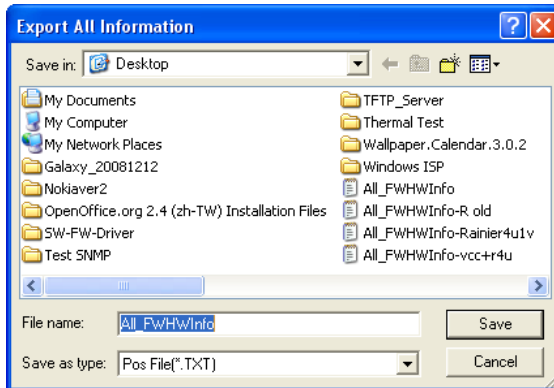 Export All Information
Save in: Desktop
My Documents
My Computer
My Network Places
Galaxy_20081212
Nokiaver2
OpenOffice.org 2.4 (zh-TW) Installation Files
SW-FW-Driver
Test SNMP
TFTP_Server
Thermal Test
Wallpaper.Calendar.3.0.2
Windows ISP
All_FWHWInfo
All_FWHWInfo-R old
All_FWHWInfo-Rainier4u1v
All_FWHWInfo-vcc+r4u
File name: All_FWHWInfo
Save
Save as type: Pos File(*.TXT)
Cancel